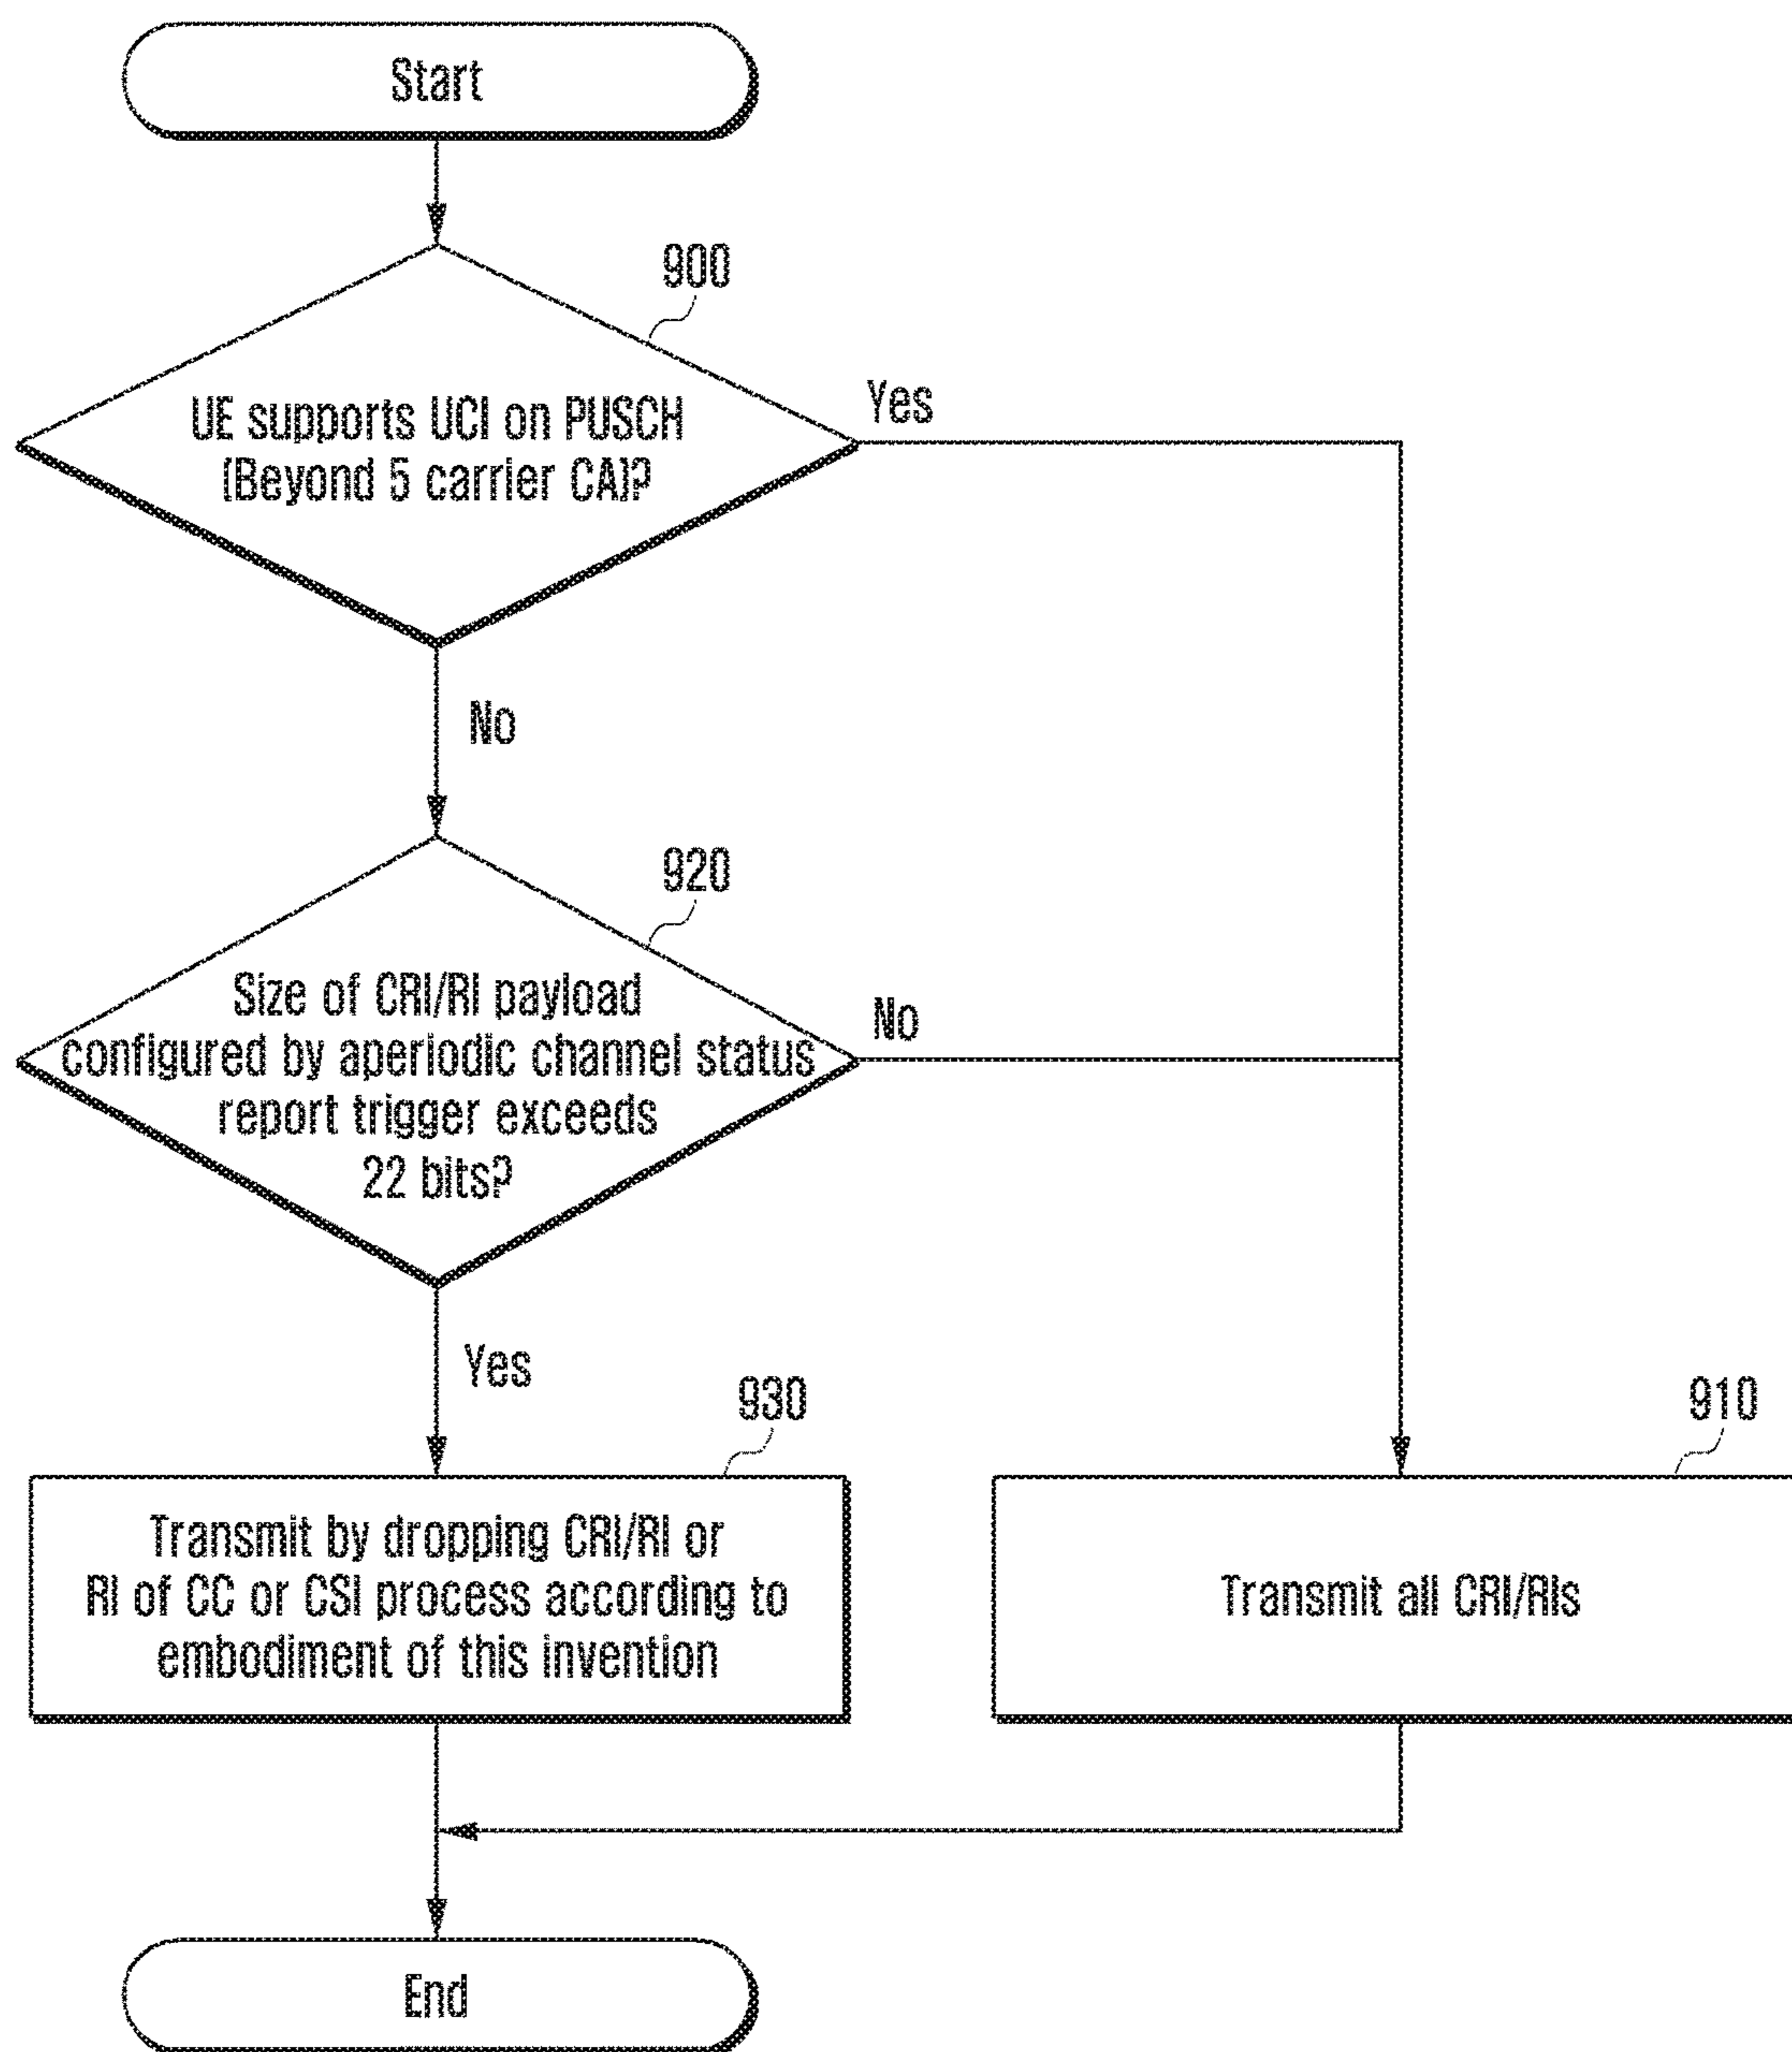 Start
900
UE supports UCI on PUSCH
(Beyond 5 carrier CA)?
Yes
No
920
Size of CRI/RI payload
configured by aperiodic channel status
report trigger exceeds
22 bits?
No
Yes
930
Transmit by dropping CRI/RI or
RI of CC or CSI process according to
embodiment of this invention
910
Transmit all CRI/RIs
End